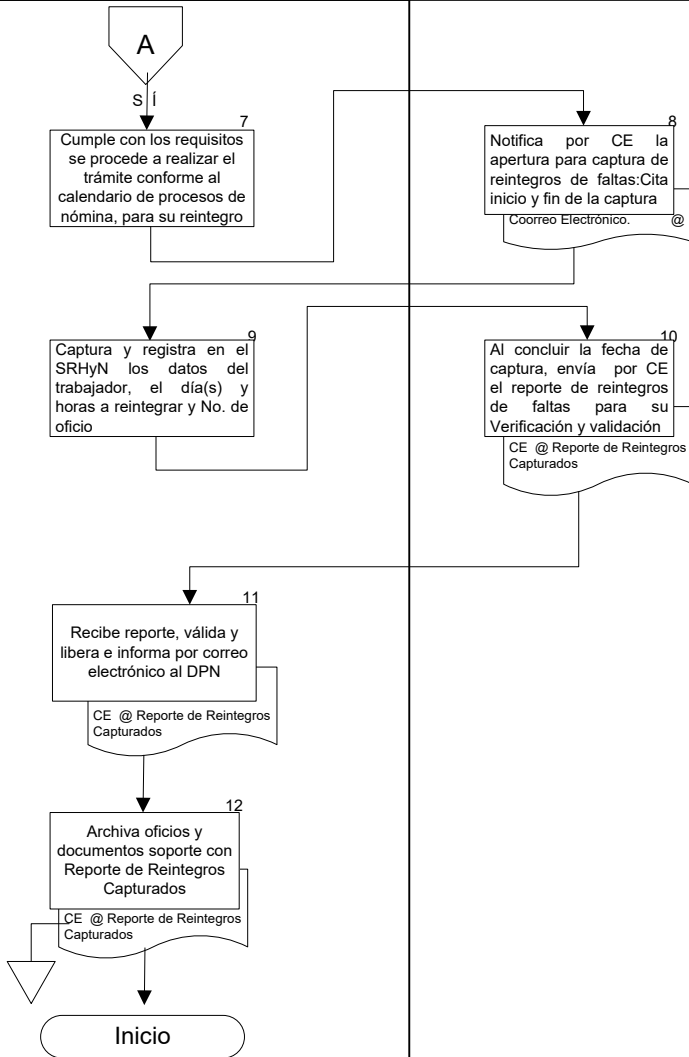 A
SÍ
7
Cumple con los requisitos
se procede a realizar el
trámite conforme al
calendario de procesos de
nómina, para su reintegro
8
Notifica por CE la
apertura para captura de
reintegros de faltas:Cita
inicio y fin de la captura
Coorreo Electrónico. @
9
Captura y registra en el
SRHyN los datos del
trabajador, el día(s) y
horas a reintegrar y No. de
oficio
10
Al concluir la fecha de
captura, envía por CE
el reporte de reintegros
de faltas para su
Verificación y validación
CE @ Reporte de Reintegros
Capturados
11
Recibe reporte, válida y
libera e informa por correo
electrónico al DPN
CE @ Reporte de Reintegros
Capturados
12
Archiva oficios y
documentos soporte con
Reporte de Reintegros
Capturados
CE @ Reporte de Reintegros
Capturados
Inicio